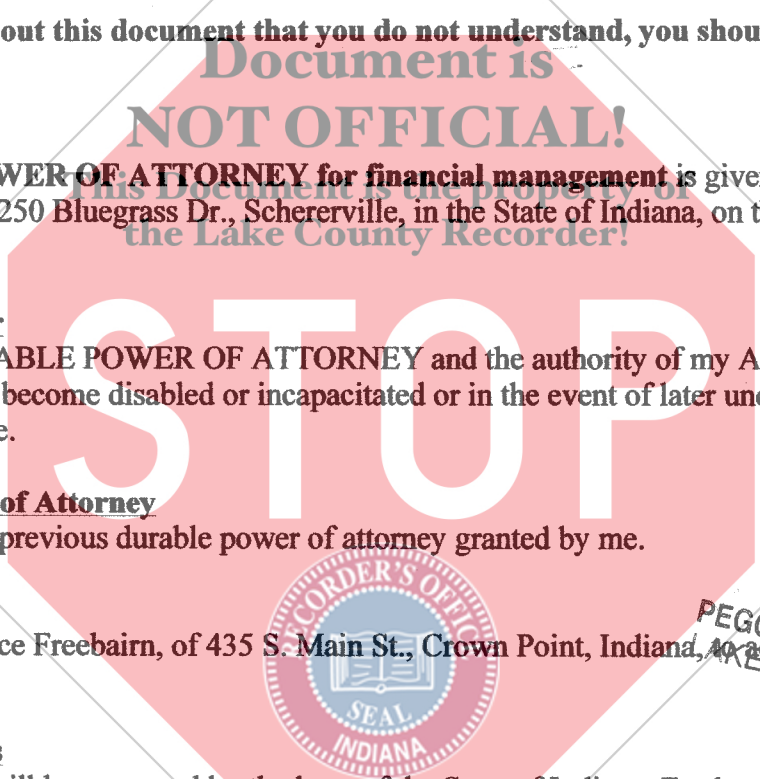 out this document that you do not understand, you shou
Document is
NOT OFFICIAL!
WER OF ATTORNEY for financial management is give
This Document is the property of
250 Bluegrass Dr., Schererville, in the State of Indiana, on t
the Lake County Recorder!
STOP
ABLE POWER OF ATTORNEY and the authority of my A
become disabled or incapacitated or in the event of later un
e.
of Attorney
previous durable power of attorney granted by me.
RECORDER'S OFFICE
PEGG
ce Freebairn, of 435 S. Main St., Crown Point, Indiana, to a
LAKE
SEAL
INDIANA